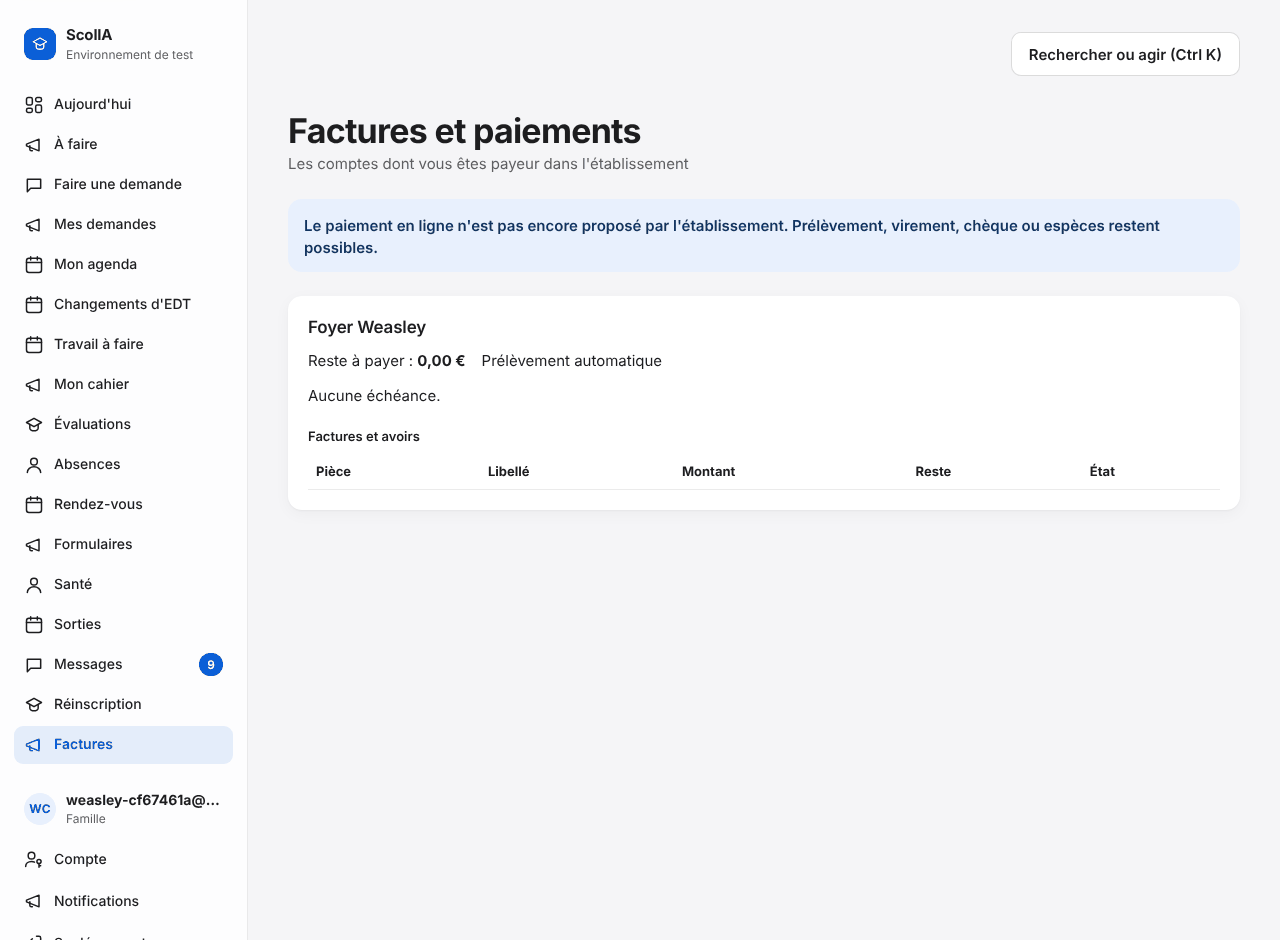 ScolIA
Environnement de test
Aujourd'hui
À faire
Faire une demande
Mes demandes
Mon agenda
Changements d'EDT
Travail à faire
Mon cahier
Évaluations
Absences
Rendez-vous
Formulaires
Santé
Sorties
Messages 9
Réinscription
Factures
WC
weasley-cf67461a@...
Famille
Compte
Notifications
Rechercher ou agir (Ctrl K)
Factures et paiements
Les comptes dont vous êtes payeur dans l'établissement
Le paiement en ligne n'est pas encore proposé par l'établissement. Prélèvement, virement, chèque ou espèces restent
possibles.
Foyer Weasley
Reste à payer : 0,00 € Prélèvement automatique
Aucune échéance.
Factures et avoirs
Pièce Libellé Montant Reste État